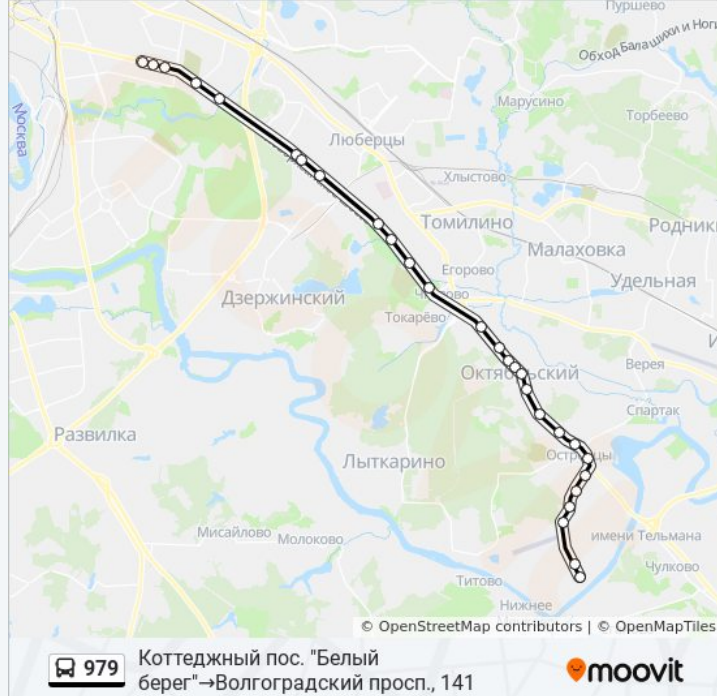 Пуршево
Обход Балашихи и Ноги
Москва
Марусино
Торбеево
Люберцы
Хлыстово
Томилино
Родники
Малаховка
Егорово
Удельная
Дзержинский
Токарёво
Верея
Октябрьский
Спартак
Развилка
Островцы
Лыткарино
Мисайлово
Молоково
имени Тельмана
Чулково
Титово
Нижнее
© OpenStreetMap contributors | © OpenMapTiles
979
Коттеджный пос. "Белый
берег"→Волгоградский просп., 141
moovit